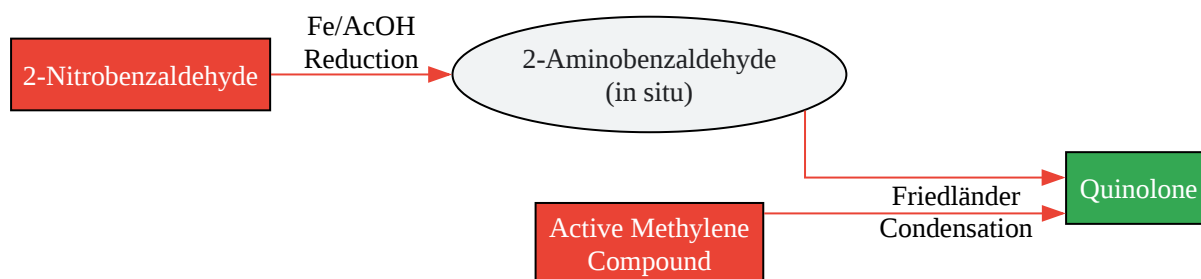 2-Nitrobenzaldehyde
Fe/AcOH
Reduction
2-Aminobenzaldehyde
(in situ)
Active Methylene
Compound
Friedländer
Condensation
Quinolone